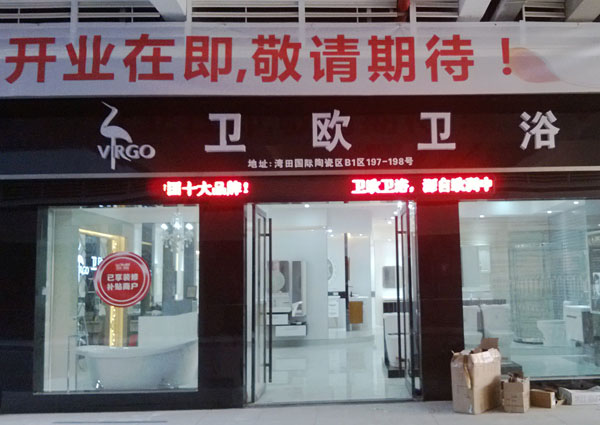 开业在即,敬请期待！
VIRGO
卫欧卫浴
地址:湾田国际陶瓷区B1区197-198号
国十大品牌!
卫欧卫浴，源自欧洲中
已享装修
补贴商户